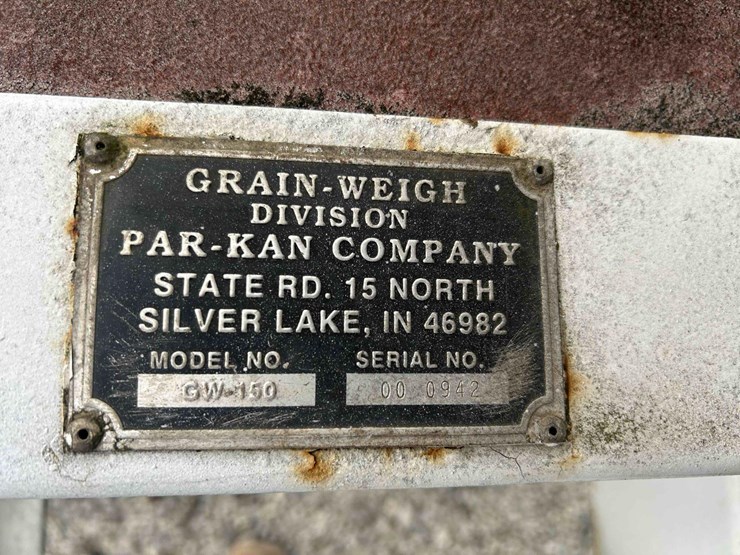 GRAIN-WEIGH
DIVISION
PAR-KAN COMPANY
STATE RD. 15 NORTH
SILVER LAKE, IN 46982
MODEL NO. SERIAL NO.
GW-150 00 0942